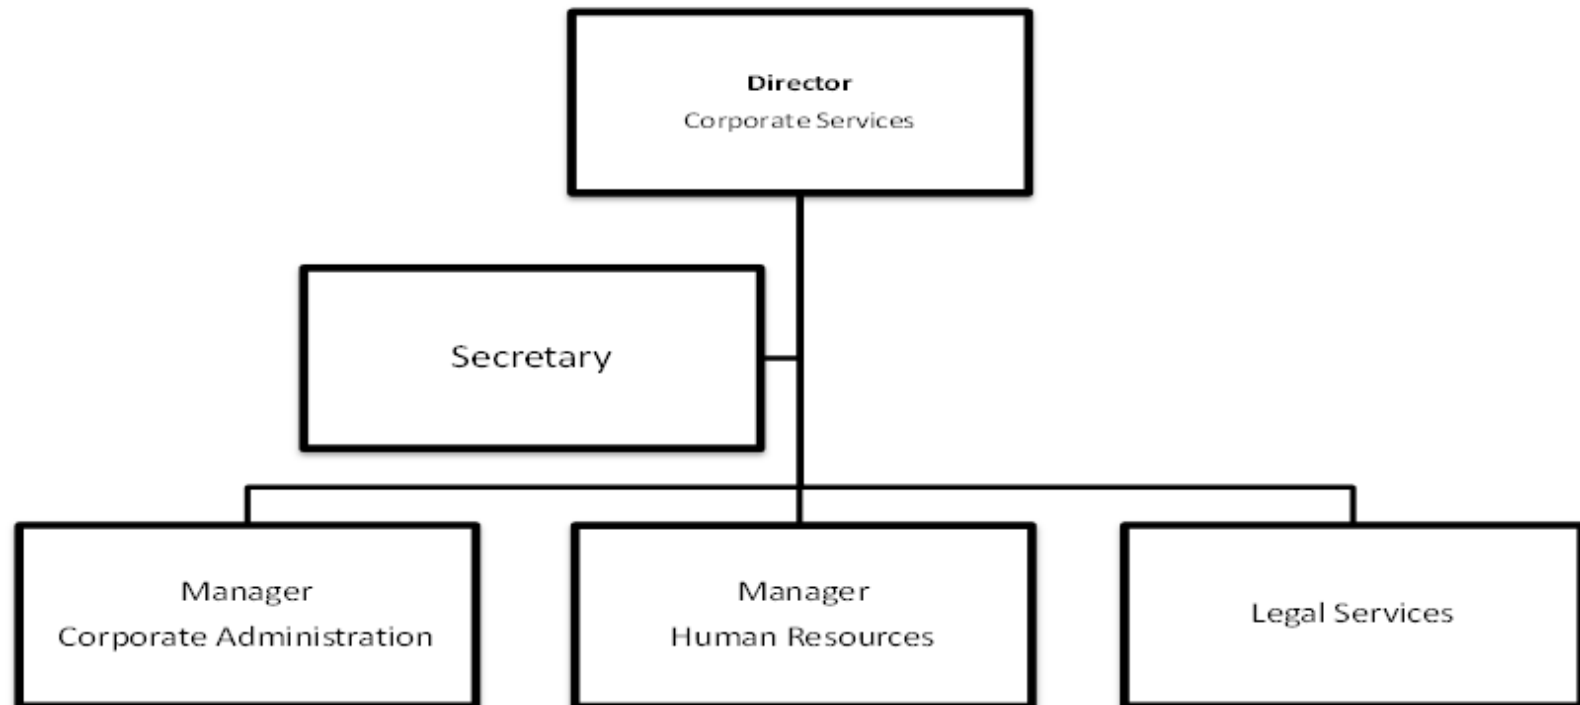 Director
Corporate Services
Secretary
Manager
Corporate Administration
Manager
Human Resources
Legal Services